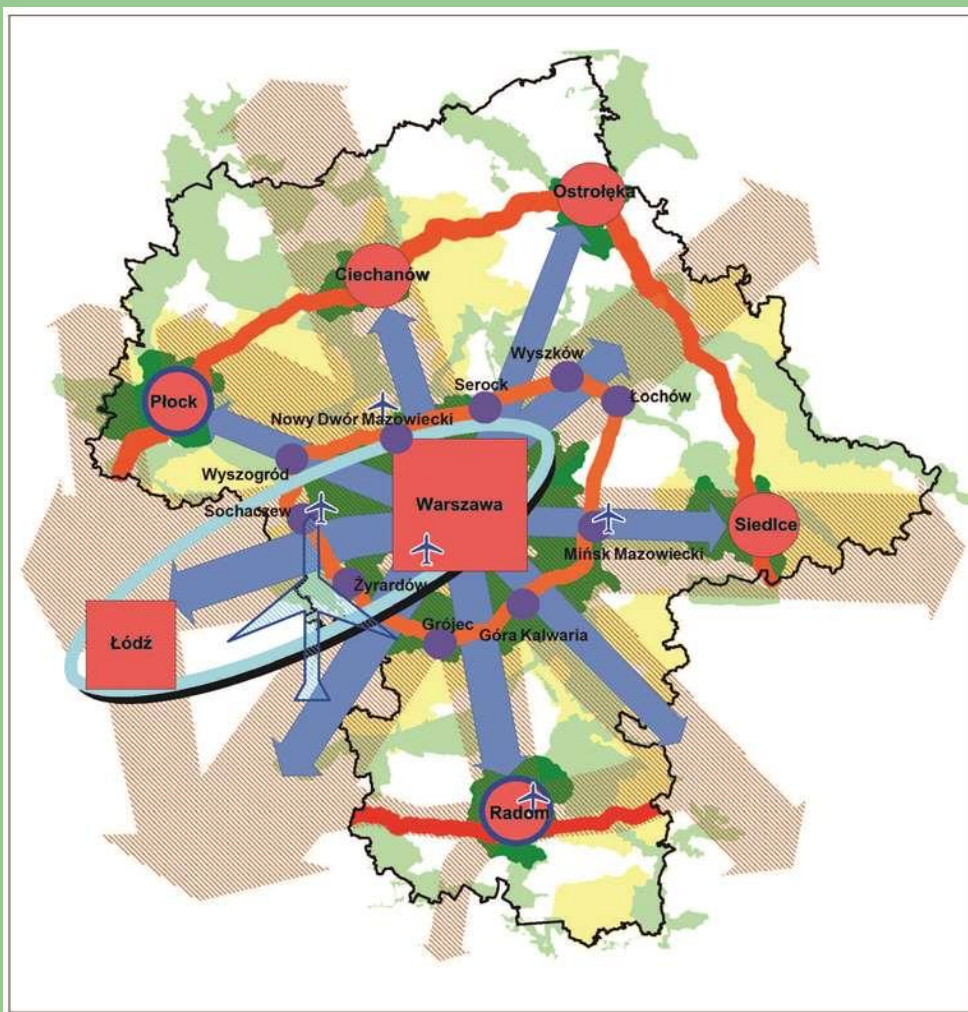 Ostrołęka
Ciechanów
Wyszków
Płock
Serock
Łochów
Nowy Dwór Mazowiecki
Wyszogród
Warszawa
Sochaczew
Siedlce
Mińsk Mazowiecki
Żyrardów
Grójec
Góra Kalwaria
Łódź
Radom